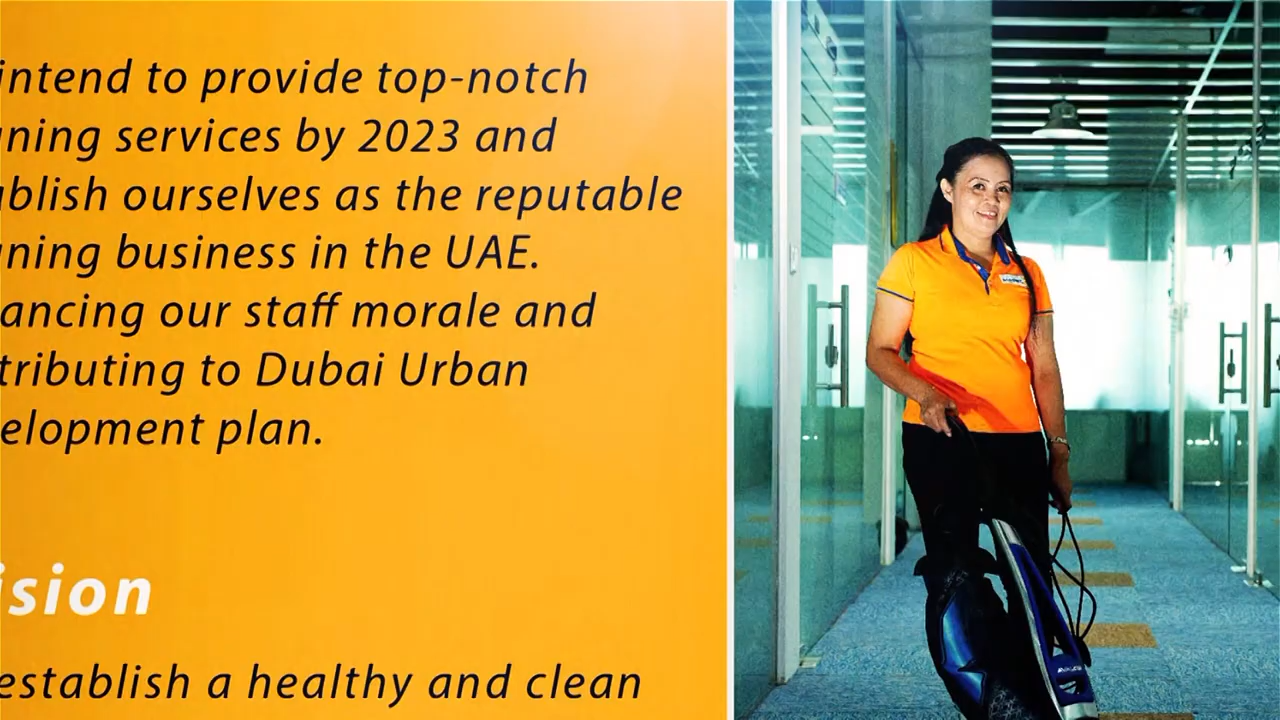 intend to provide top-notch
ning services by 2023 and
blish ourselves as the reputable
ning business in the UAE.
ancing our staff morale and
tributing to Dubai Urban
elopment plan.
ision
establish a healthy and clean